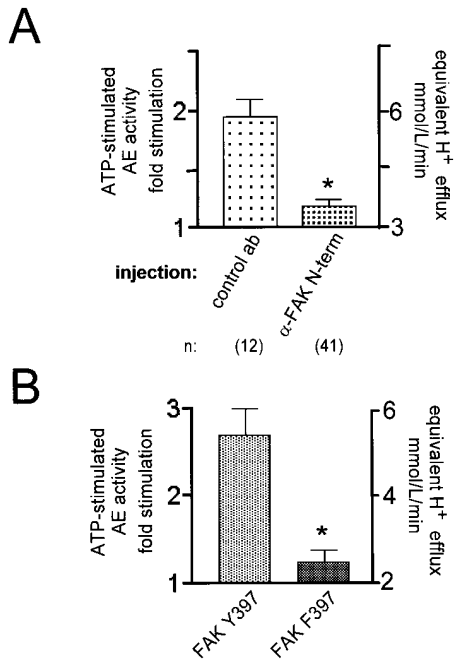 A
ATP-stimulated
AE activity
fold stimulation
2
1
*
6
3
equivalent H+ efflux
mmol/L/min
injection:
control ab
α-FAK N-term
n: (12) (41)
B
ATP-stimulated
AE activity
fold stimulation
3
2
1
*
6
4
2
equivalent H+ efflux
mmol/L/min
FAK Y397
FAK F397